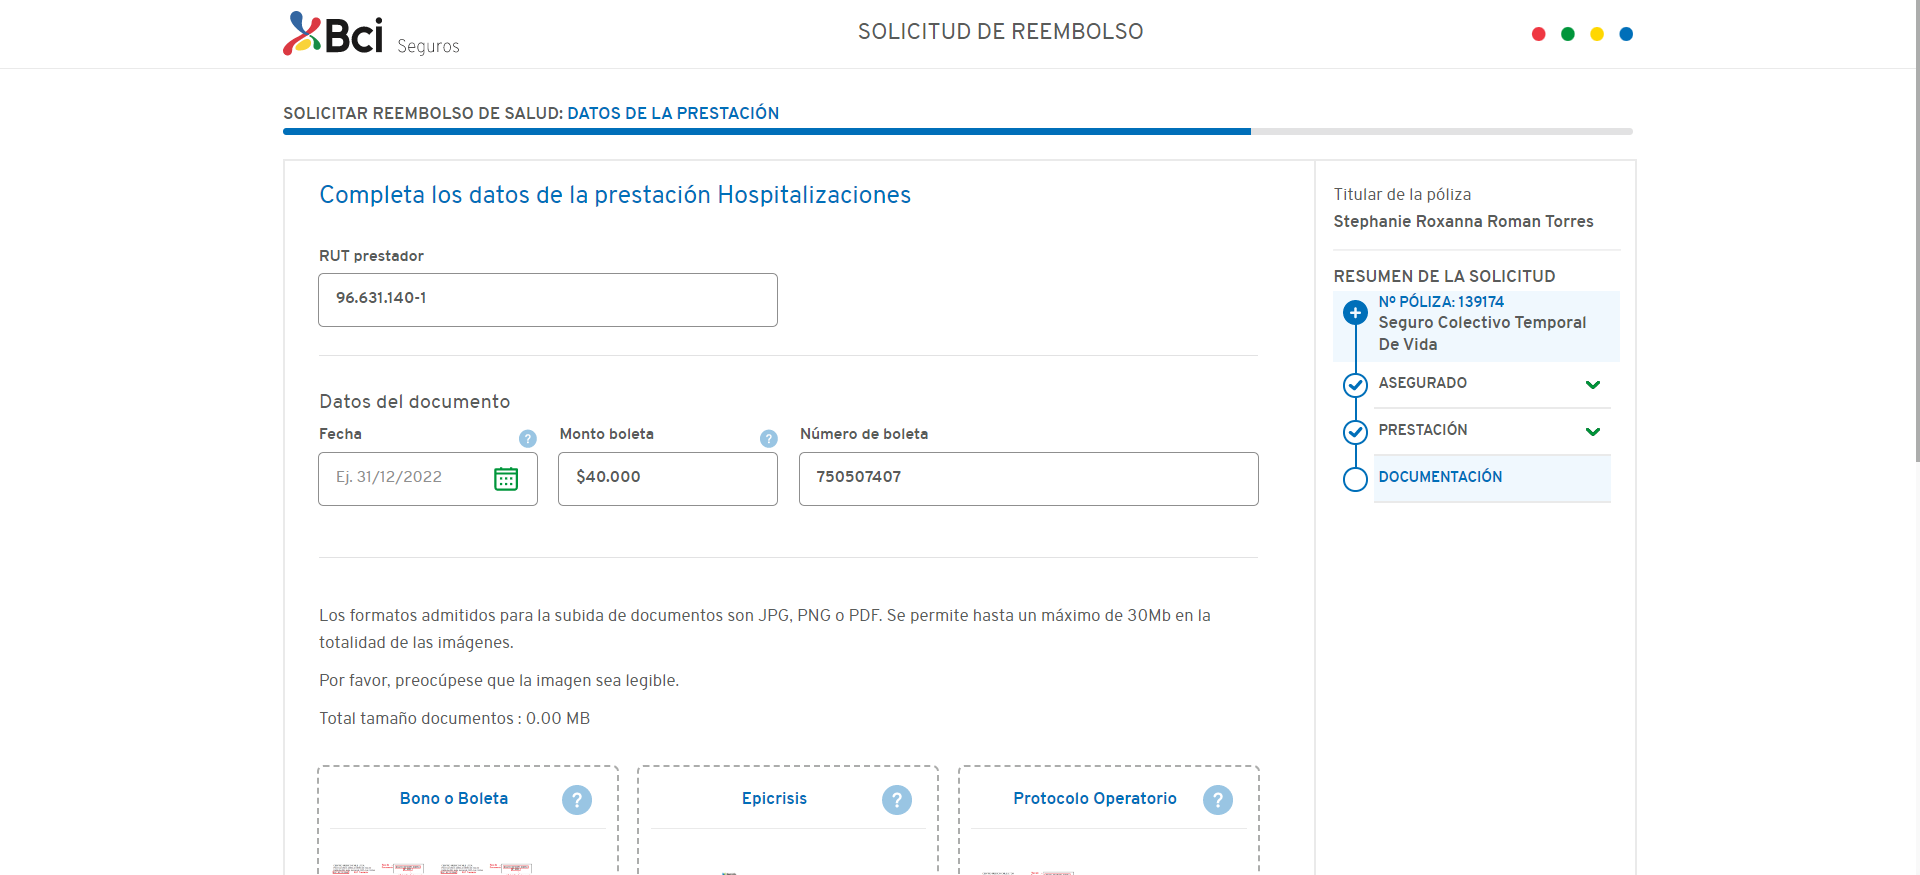 Bci Seguros
SOLICITUD DE REEMBOLSO
SOLICITAR REEMBOLSO DE SALUD: DATOS DE LA PRESTACIÓN
Completa los datos de la prestación Hospitalizaciones
RUT prestador
96.631.140-1
Datos del documento
Fecha ?
Monto boleta ?
Número de boleta
Ej. 31/12/2022
$40.000
750507407
Los formatos admitidos para la subida de documentos son JPG, PNG o PDF. Se permite hasta un máximo de 30Mb en la
totalidad de las imágenes.
Por favor, preocúpese que la imagen sea legible.
Total tamaño documentos : 0.00 MB
Bono o Boleta ?
Epicrisis ?
Protocolo Operatorio ?
Titular de la póliza
Stephanie Roxanna Roman Torres
RESUMEN DE LA SOLICITUD
Nº PÓLIZA: 139174
Seguro Colectivo Temporal
De Vida
ASEGURADO
PRESTACIÓN
DOCUMENTACIÓN